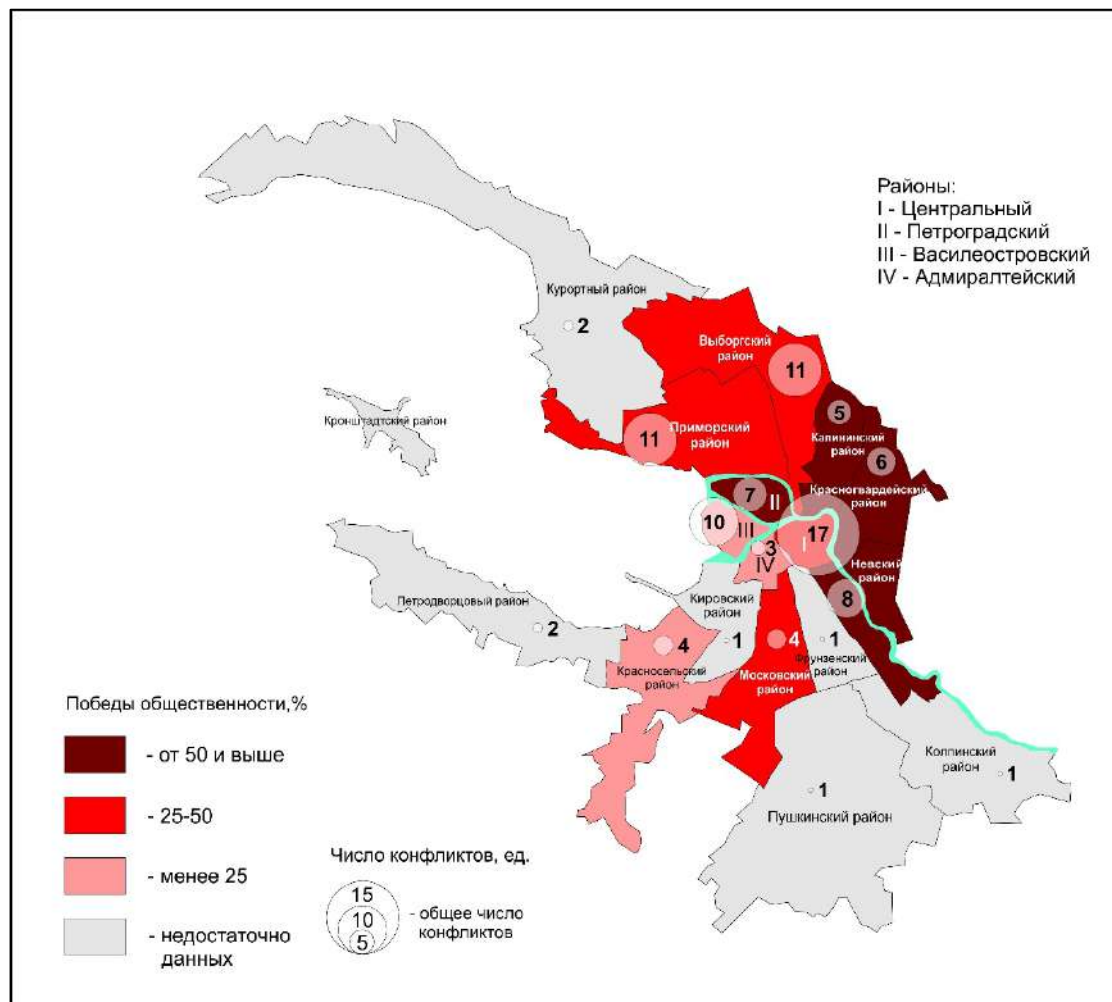 Районы:
I - Центральный
II - Петроградский
III - Василеостровский
IV - Адмиралтейский
Курортный район
2
Выборгский
район
11
Кронштадтский район
Приморский
район
11
5
Калининский
район
6
Красногвардейский
район
7
II
10
III
17
I
3
IV
Невский
район
8
Петродворцовый район
2
Кировский
район
1
4
Красносельский
район
4
Московский
район
1
Фрунзенский
район
Колпинский
район
1
1
Пушкинский район
Победы общественности,%
- от 50 и выше
- 25-50
- менее 25
- недостаточно
данных
Число конфликтов, ед.
15
10
5
- общее число
конфликтов